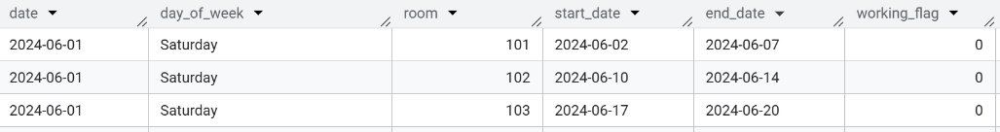 date day_of_week room start_date end_date working_flag
2024-06-01 Saturday 101 2024-06-02 2024-06-07 0
2024-06-01 Saturday 102 2024-06-10 2024-06-14 0
2024-06-01 Saturday 103 2024-06-17 2024-06-20 0